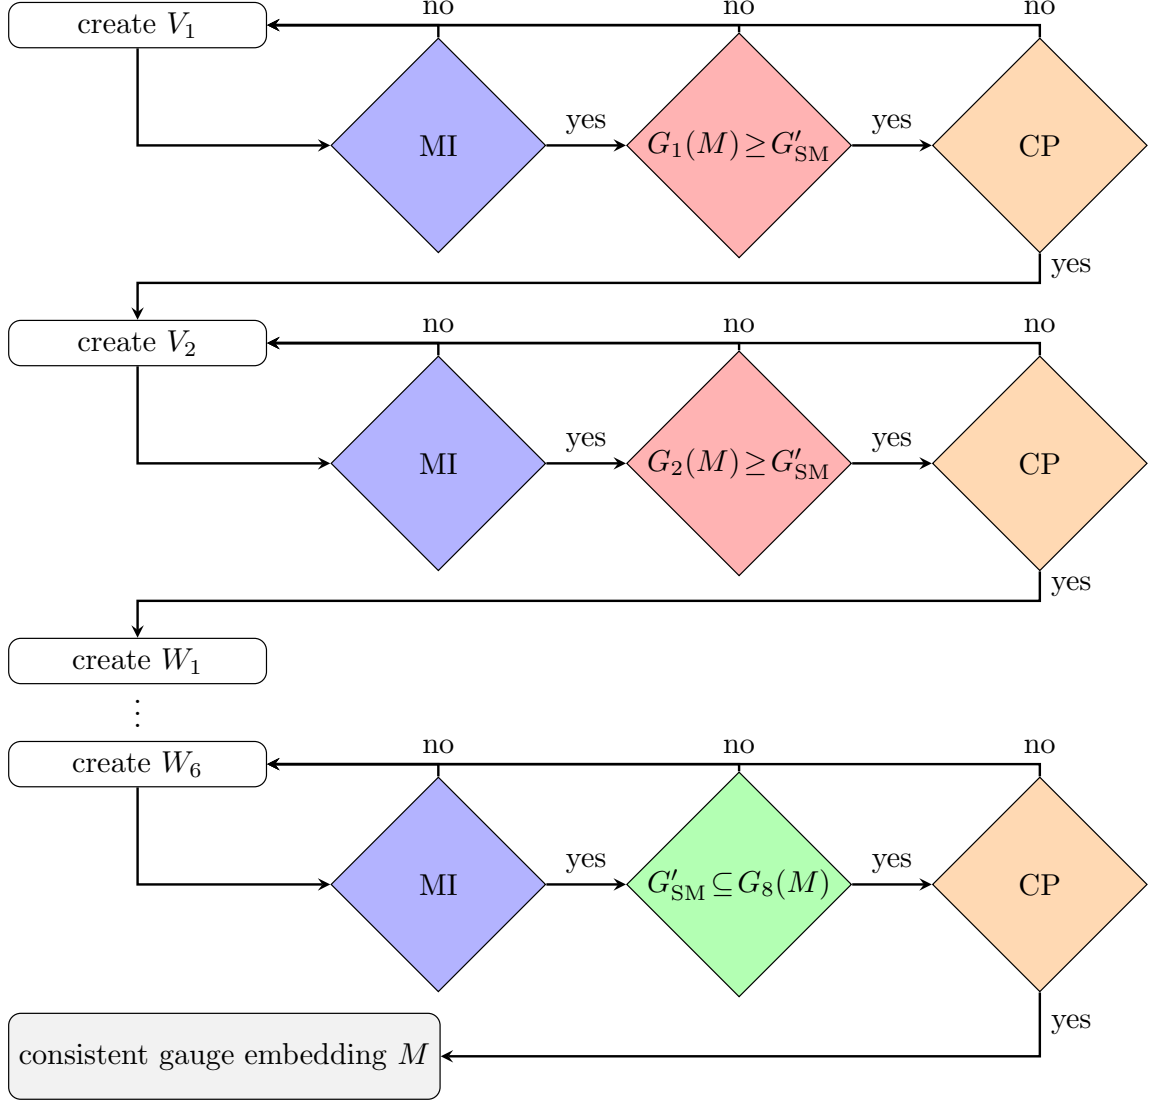 no no no
create V₁
yes yes
MI G₁(M) ≥ G′SM CP
yes
no no no
create V₂
yes yes
MI G₂(M) ≥ G′SM CP
yes
create W₁
⋮
no no no
create W₆
yes yes
MI G′SM ⊆ G₈(M) CP
yes
consistent gauge embedding M